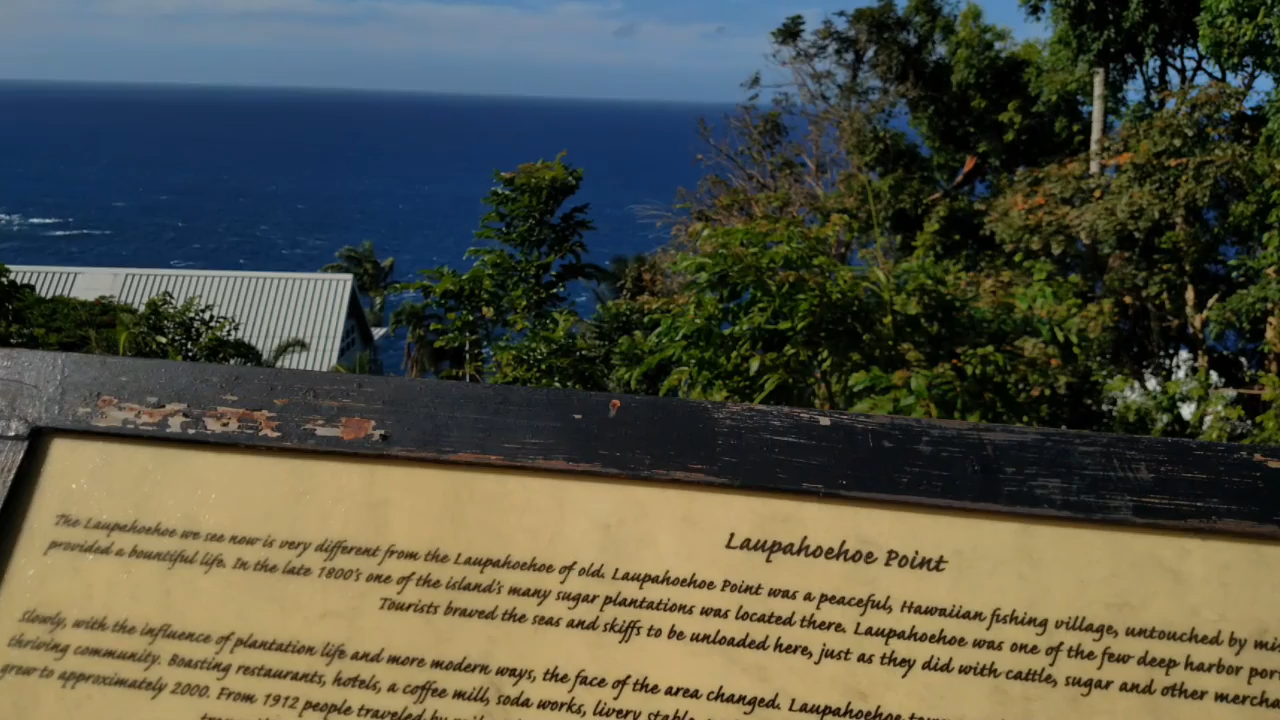 Laupahoehoe Point
The Laupahoehoe we see now is very different from the Laupahoehoe of old. Laupahoehoe Point was a peaceful, Hawaiian fishing village, untouched by
provided a bountiful life. In the late 1800's one of the island's many sugar plantations was located there. Laupahoehoe was one of the few deep harbor
Tourists braved the seas and skiffs to be unloaded here, just as they did with cattle, sugar and other
slowly, with the influence of plantation life and more modern ways, the face of the area changed. Laupahoehoe
thriving community. Boasting restaurants, hotels, a coffee mill, soda works, livery
grew to approximately 2000. From 1912 people traveled by